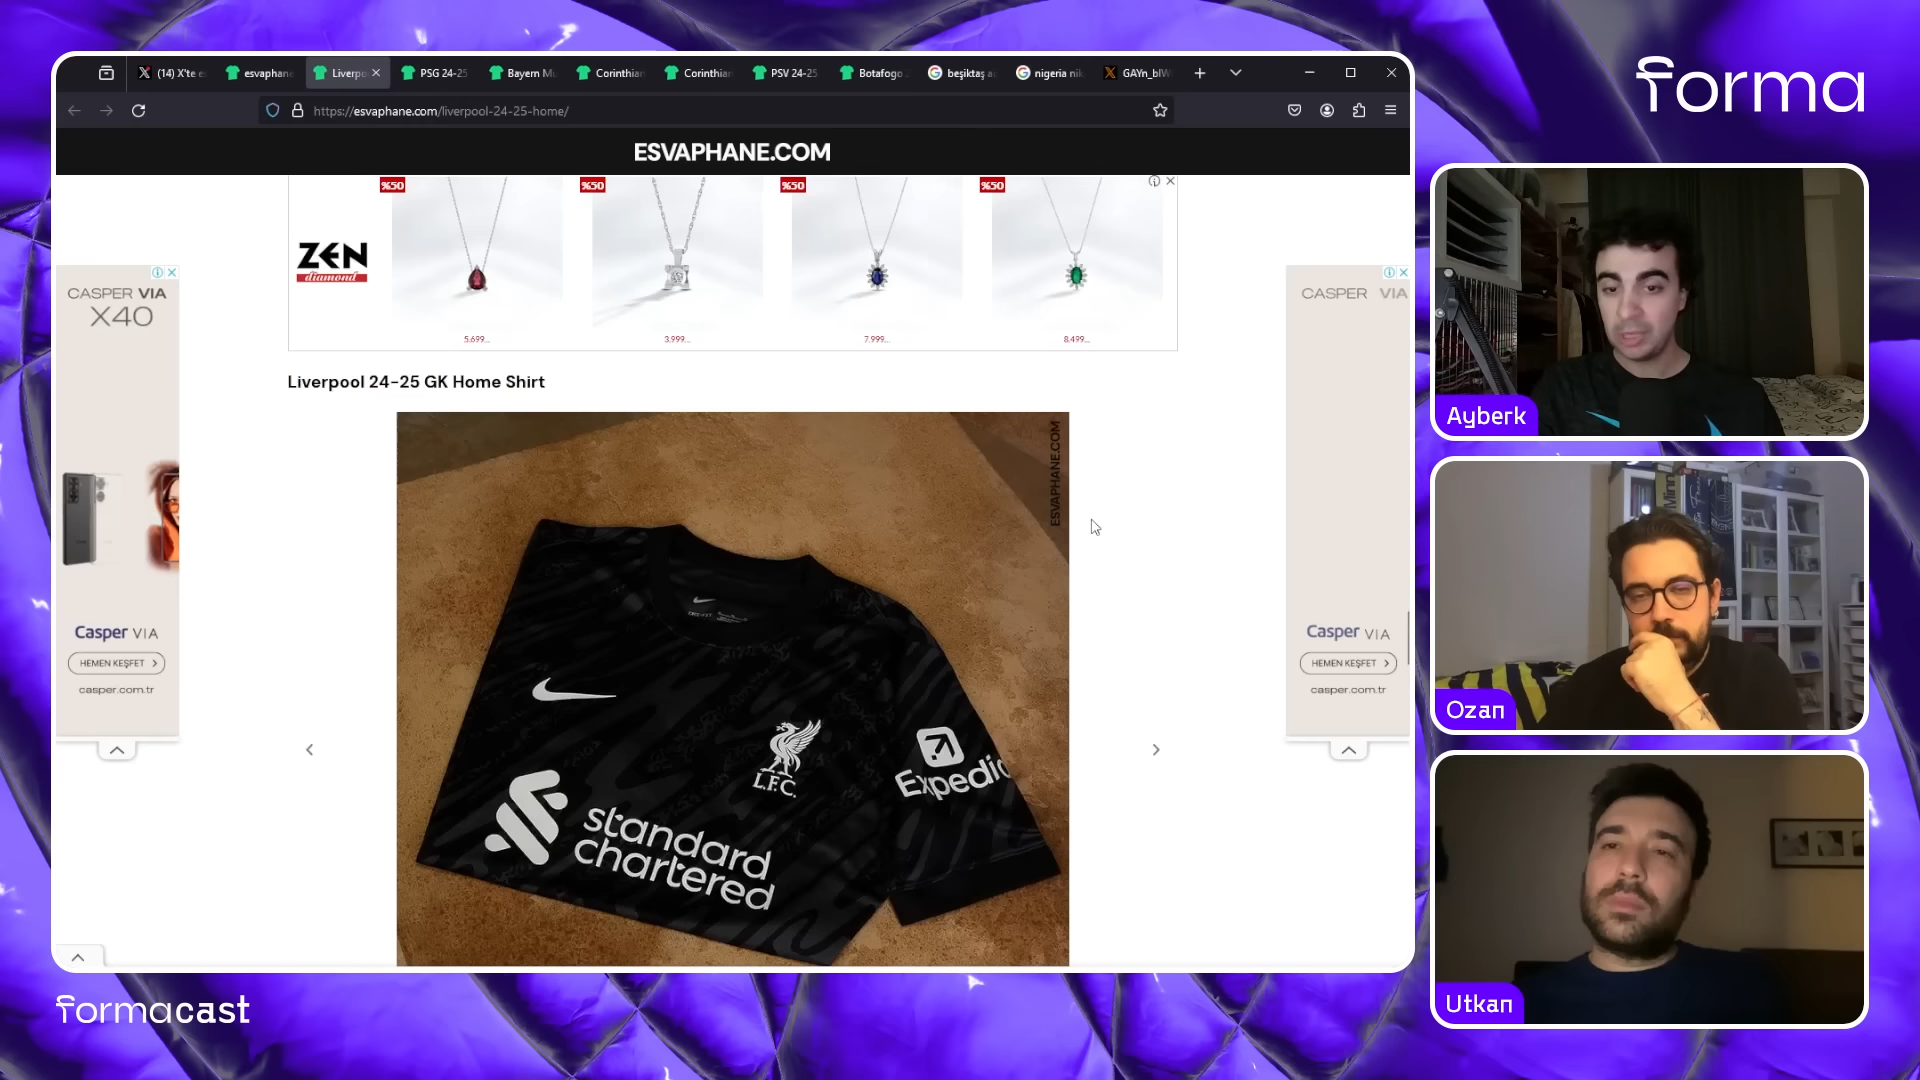 (14) X'te e
esvaphane
Liverpo
PSG 24-25
Bayern Mu
Corinthian
Corinthian
PSV 24-25
Botafogo
beşiktaş a
nigeria nik
GAYn_bIW
https://esvaphane.com/liverpool-24-25-home/
ESVAPHANE.COM
%50
%50
%50
%50
ZEN
diamond
5.699...
3.999...
7.999...
8.499...
CASPER VIA
X40
Casper VIA
HEMEN KEŞFET
casper.com.tr
CASPER VIA
Casper VIA
HEMEN KEŞFET
casper.com.tr
Liverpool 24-25 GK Home Shirt
ESVAPHANE.COM
L.F.C.
Expedia
standard
chartered
forma
Ayberk
Ozan
Utkan
formacast